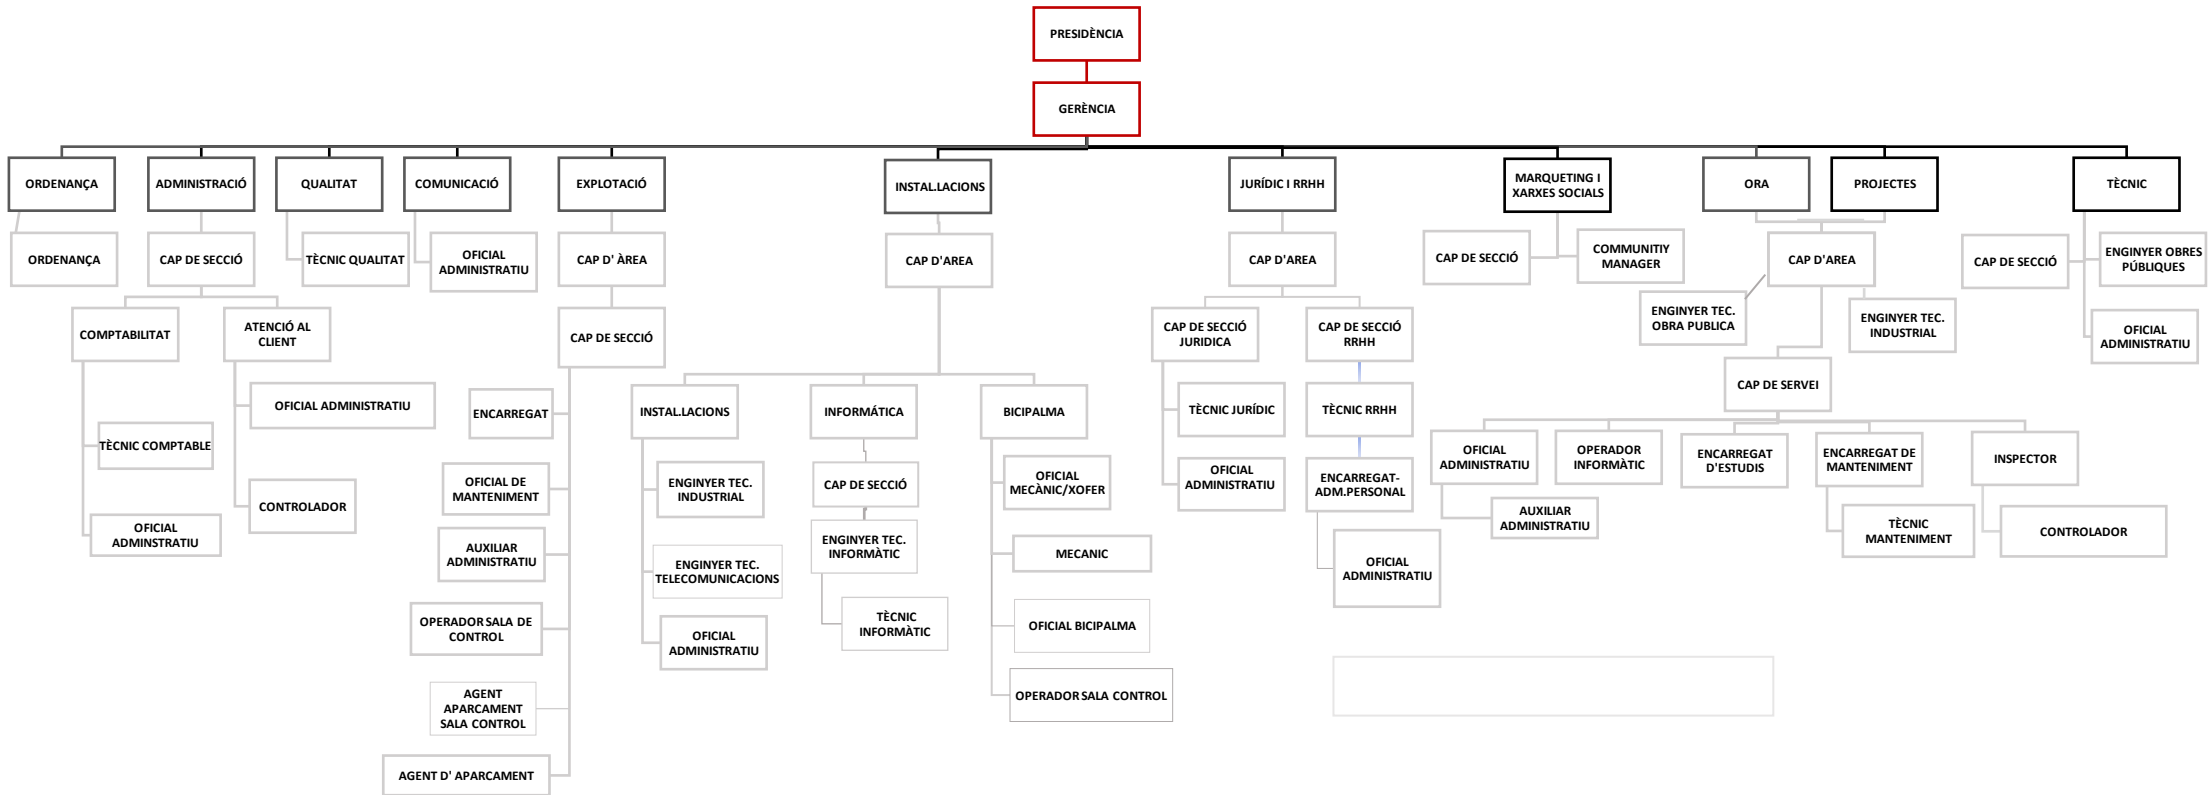 PRESIDÈNCIA
GERÈNCIA
ORDENANÇA
ADMINISTRACIÓ
QUALITAT
COMUNICACIÓ
EXPLOTACIÓ
INSTAL.LACIONS
JURÍDIC I RRHH
MARQUETING I
XARXES SOCIALS
ORA
PROJECTES
TÈCNIC
ORDENANÇA
CAP DE SECCIÓ
TÈCNIC QUALITAT
OFICIAL
ADMINISTRATIU
CAP D' ÀREA
CAP D'AREA
CAP D'AREA
CAP DE SECCIÓ
COMMUNITIY
MANAGER
CAP D'AREA
CAP DE SECCIÓ
ENGINYER OBRES
PÚBLIQUES
COMPTABILITAT
ATENCIÓ AL
CLIENT
CAP DE SECCIÓ
CAP DE SECCIÓ
JURIDICA
CAP DE SECCIÓ
RRHH
ENGINYER TEC.
OBRA PUBLICA
ENGINYER TEC.
INDUSTRIAL
OFICIAL
ADMINISTRATIU
CAP DE SERVEI
OFICIAL ADMINISTRATIU
ENCARREGAT
INSTAL.LACIONS
INFORMÁTICA
BICIPALMA
TÈCNIC JURÍDIC
TÈCNIC RRHH
TÈCNIC COMPTABLE
OFICIAL
ADMINISTRATIU
OPERADOR
INFORMÀTIC
ENCARREGAT
D'ESTUDIS
ENCARREGAT DE
MANTENIMENT
INSPECTOR
OFICIAL DE
MANTENIMENT
ENGINYER TEC.
INDUSTRIAL
CAP DE SECCIÓ
OFICIAL
MECÀNIC/XOFER
OFICIAL
ADMINISTRATIU
ENCARREGAT-
ADM.PERSONAL
CONTROLADOR
AUXILIAR
ADMINISTRATIU
TÈCNIC
MANTENIMENT
CONTROLADOR
OFICIAL
ADMINSTRATIU
AUXILIAR
ADMINISTRATIU
ENGINYER TEC.
TELECOMUNICACIONS
ENGINYER TEC.
INFORMÀTIC
MECANIC
OFICIAL
ADMINISTRATIU
OPERADOR SALA DE
CONTROL
OFICIAL
ADMINISTRATIU
TÈCNIC
INFORMÀTIC
OFICIAL BICIPALMA
AGENT
APARCAMENT
SALA CONTROL
OPERADOR SALA CONTROL
AGENT D' APARCAMENT